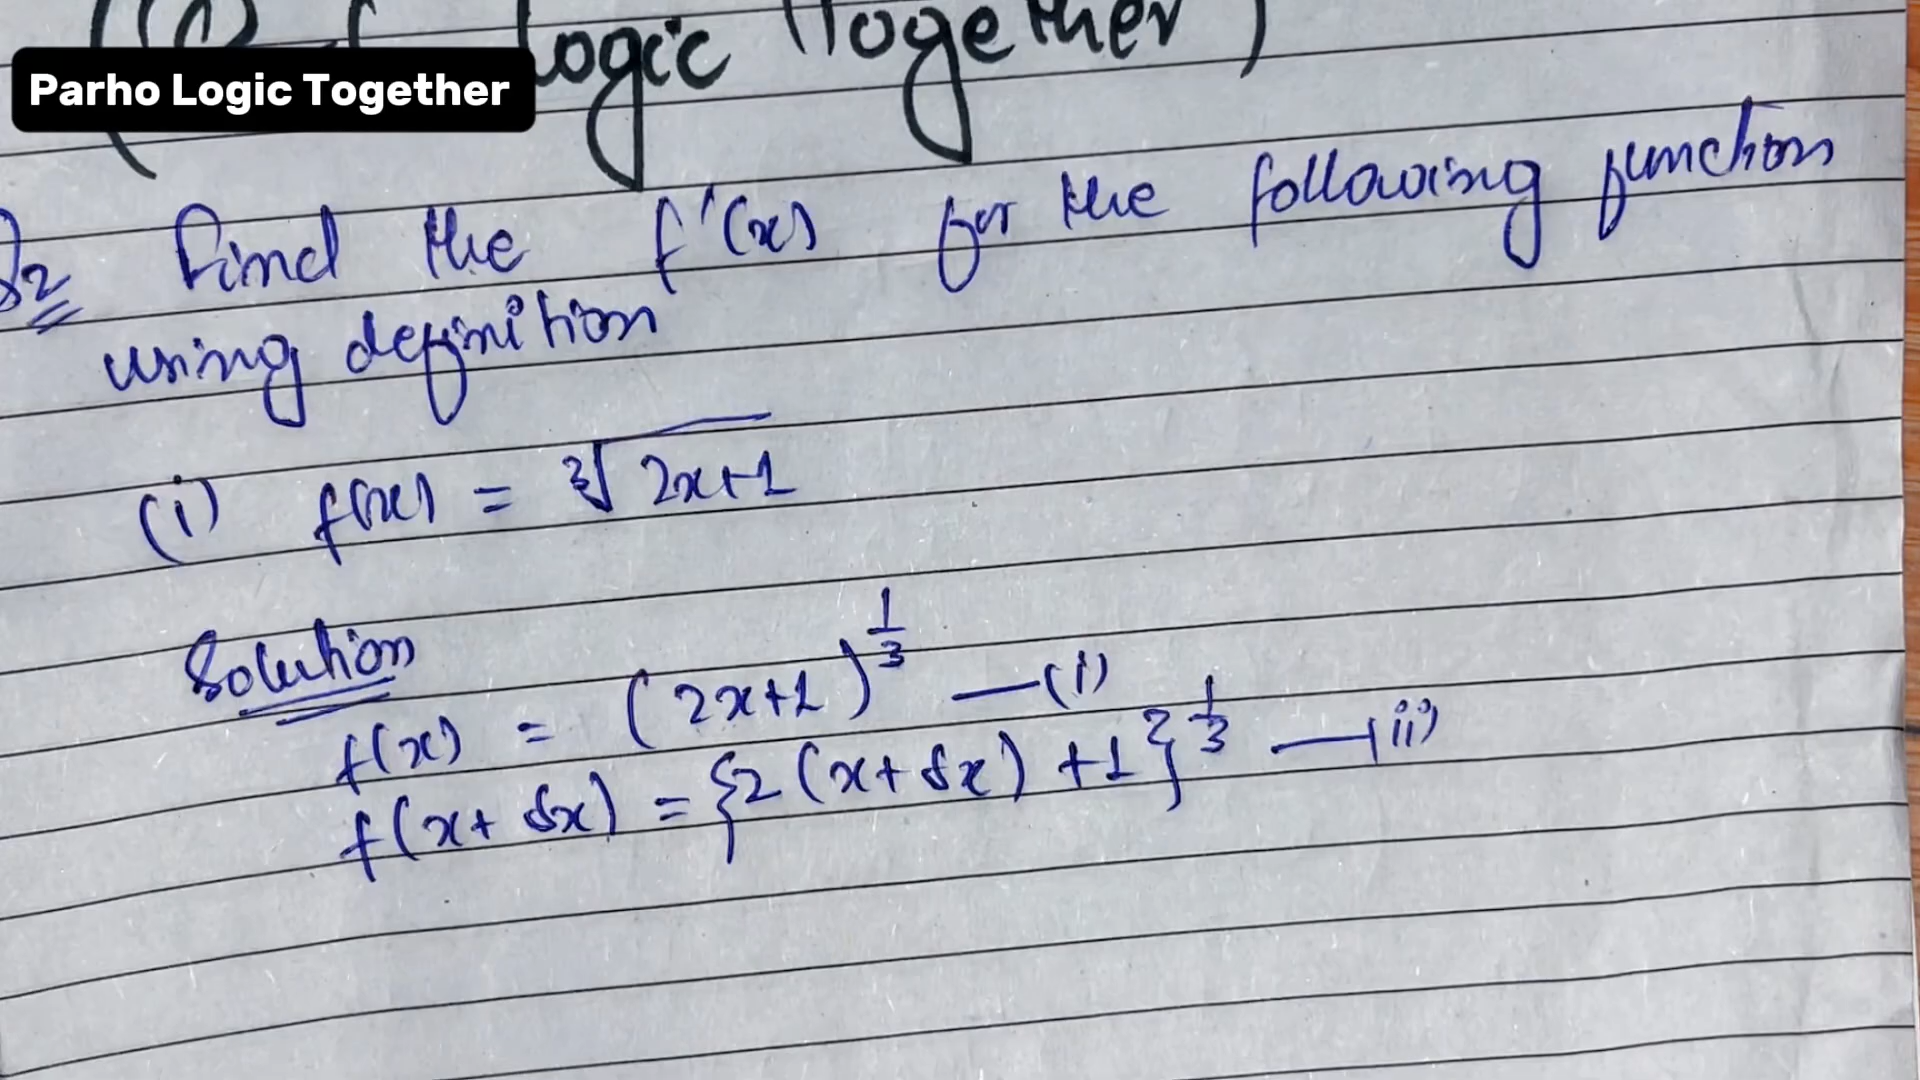 Logic Together)
Parho Logic Together
Q2 Find the f'(x) for the following function
using definition
(i) f(x) = ∛2x+1
Solution
f(x) = (2x+1)^1/3 —(i)
f(x+δx) = {2(x+δx)+1}^1/3 —(ii)